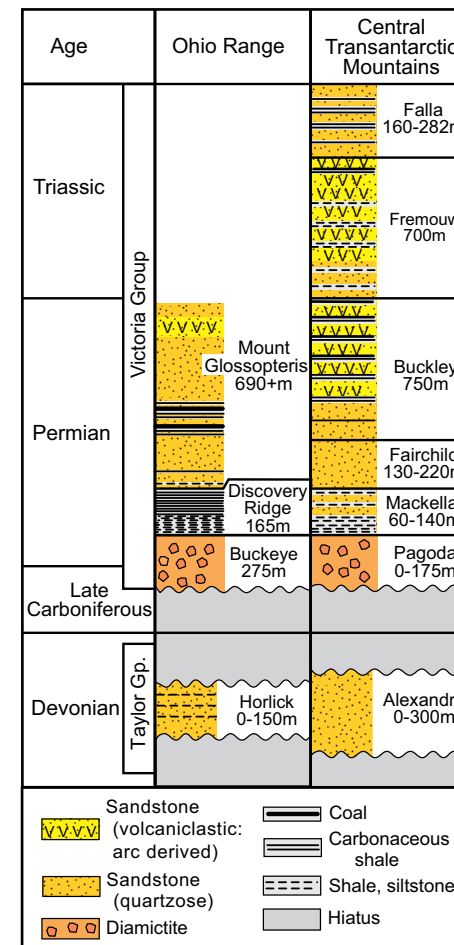 Age
Ohio Range
Central
Transantarctic
Mountains
Triassic
Permian
Late
Carboniferous
Devonian
Victoria Group
Taylor Gp.
Mount
Glossopteris
690+m
Discovery
Ridge
165m
Buckeye
275m
Horlick
0-150m
Falla
160-282m
Fremouw
700m
Buckley
750m
Fairchild
130-220m
Mackella
60-140m
Pagoda
0-175m
Alexandr
0-300m
Sandstone
(volcaniclastic:
arc derived)
Sandstone
(quartzose)
Diamictite
Coal
Carbonaceous
shale
Shale, siltstone
Hiatus